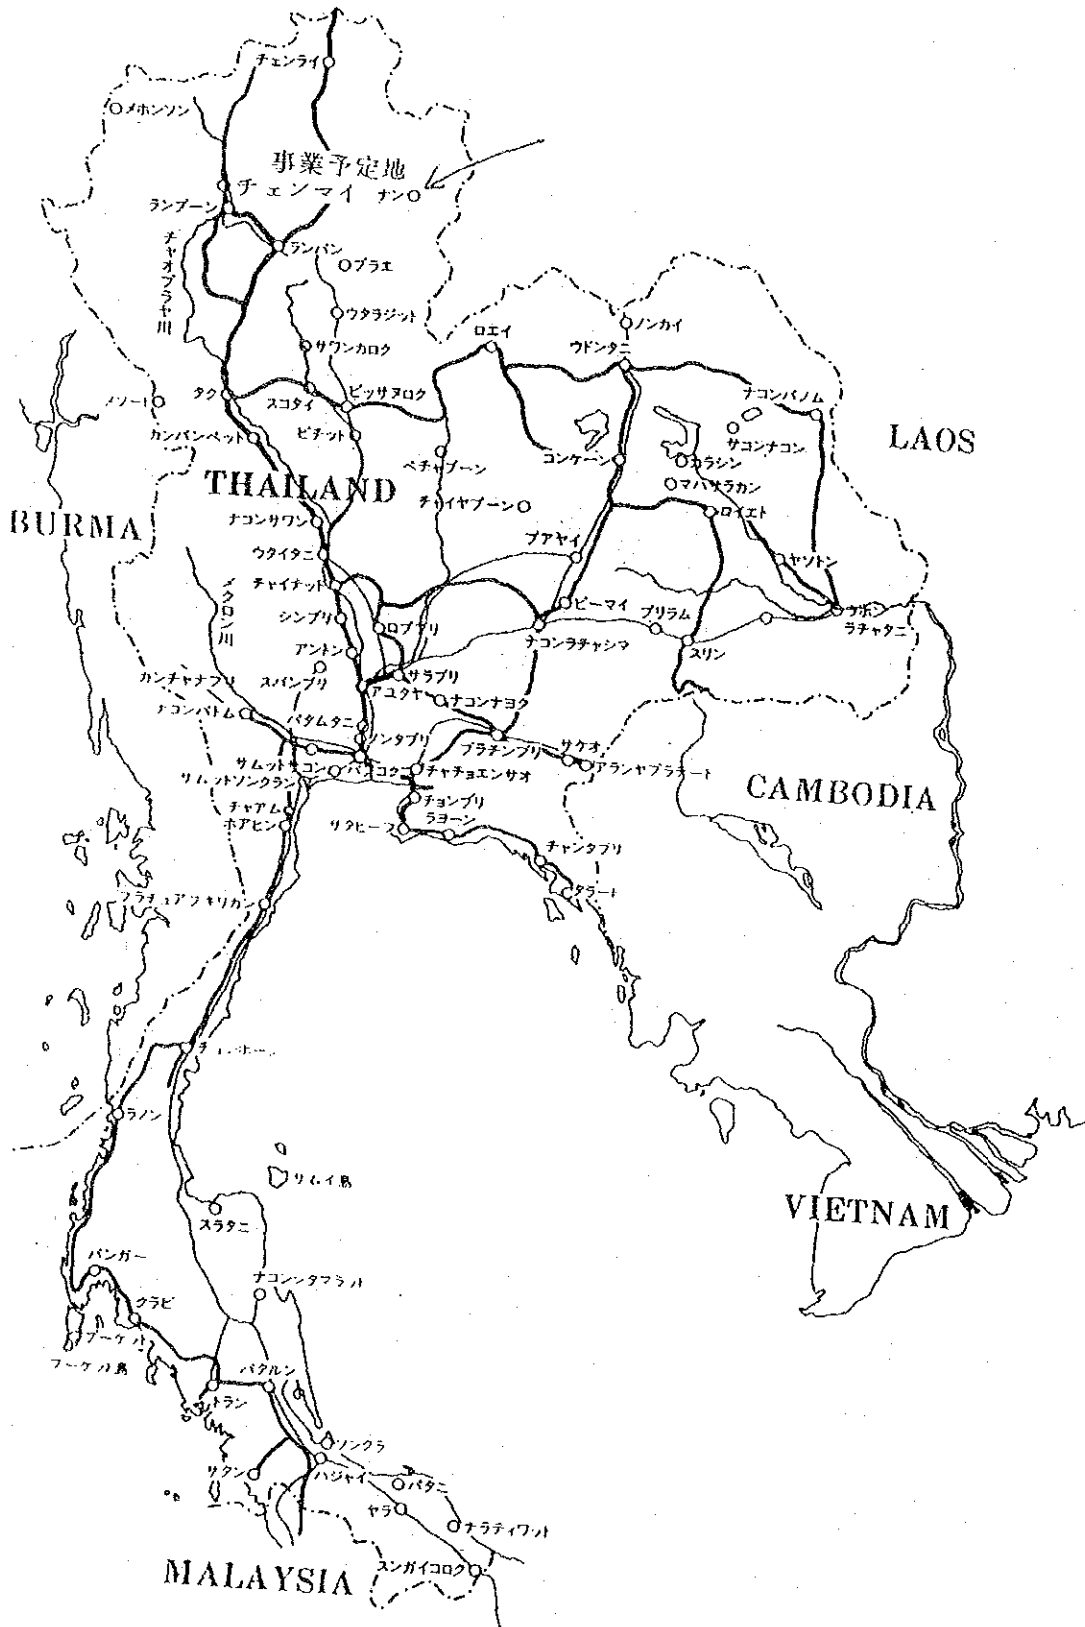 チェンライ
メホンソン
事業予定地
チェンマイ
ナン
ランプーン
ランパン
プラエ
チャオプラヤ川
ウタラジット
サワンカロク
ロエイ
ノンカイ
ウドンタニ
タク
スコタイ
ピッサヌロク
ナコンパノム
メソート
カンパンペット
ピチット
サコンナコン
LAOS
ペチャブーン
コンケーン
カラシン
マハサラカン
THAILAND
チャイヤプーン
ロイエト
BURMA
ナコンサワン
ウタイタニ
ブアヤイ
ヤソトン
チャイナット
メクロン川
ピーマイ
シンブリ
ロブブリ
ブリラム
ウボン
ラチャタニ
ナコンラチャシマ
スリン
アントン
カンチャナブリ
スパンブリ
サラブリ
アユタヤ
ナコンナヨク
ナコンパトム
パタムタニ
ノンタブリ
プラチンブリ
サケオ
サムットサコン
バンコク
チャチョエンサオ
アランヤプラテート
サムットソンクラン
CAMBODIA
チャアム
チョンブリ
ホアヒン
ラヨーン
サタヒープ
チャンタブリ
タラート
プラチュアブキリカン
ラノン
サムイ島
スラタニ
VIETNAM
パンガー
ナコンシタマラット
クラビ
プーケット
プーケット島
パタルン
トラン
ソンクラ
サタン
ハジャイ
パタニ
ヤラ
ナラティワット
スンガイコロク
MALAYSIA